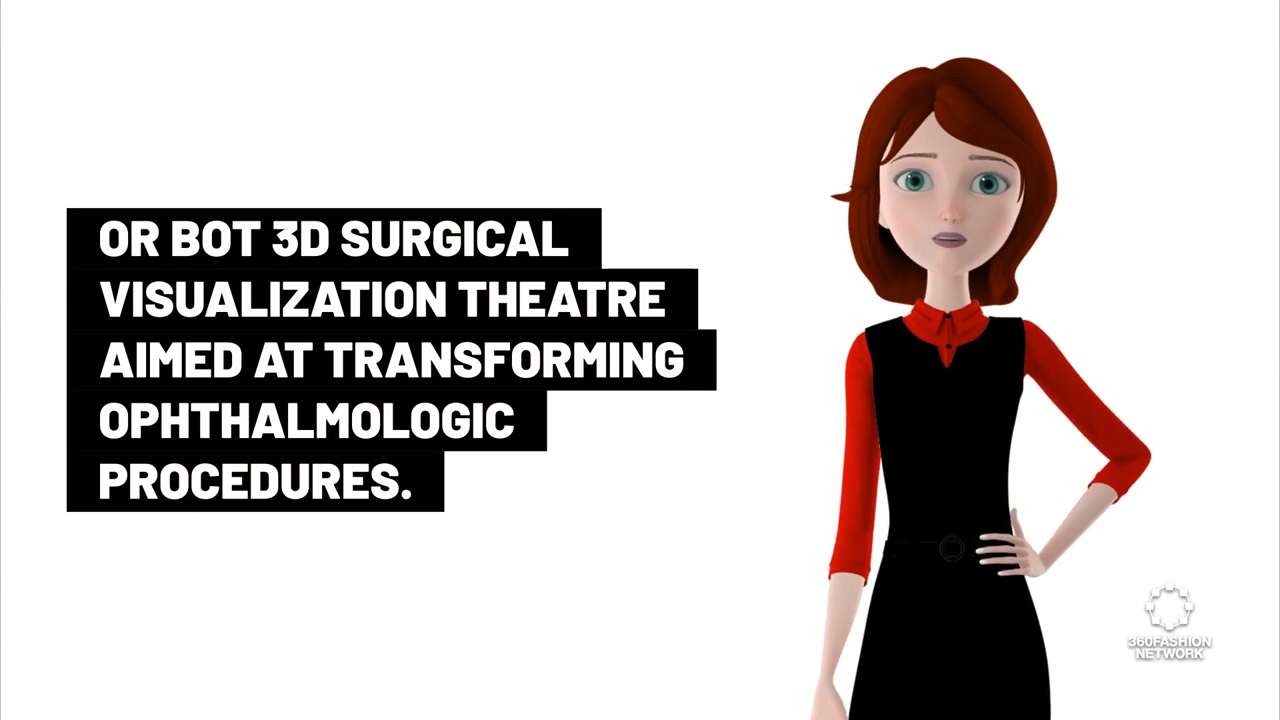 OR BOT 3D SURGICAL
VISUALIZATION THEATRE
AIMED AT TRANSFORMING
OPHTHALMOLOGIC
PROCEDURES.
360FASHION
NETWORK